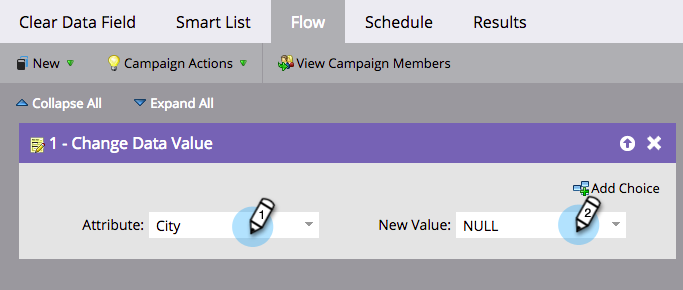 Clear Data Field Smart List Flow Schedule Results
New Campaign Actions View Campaign Members
Collapse All Expand All
1 - Change Data Value
Add Choice
Attribute: City 1 New Value: NULL 2